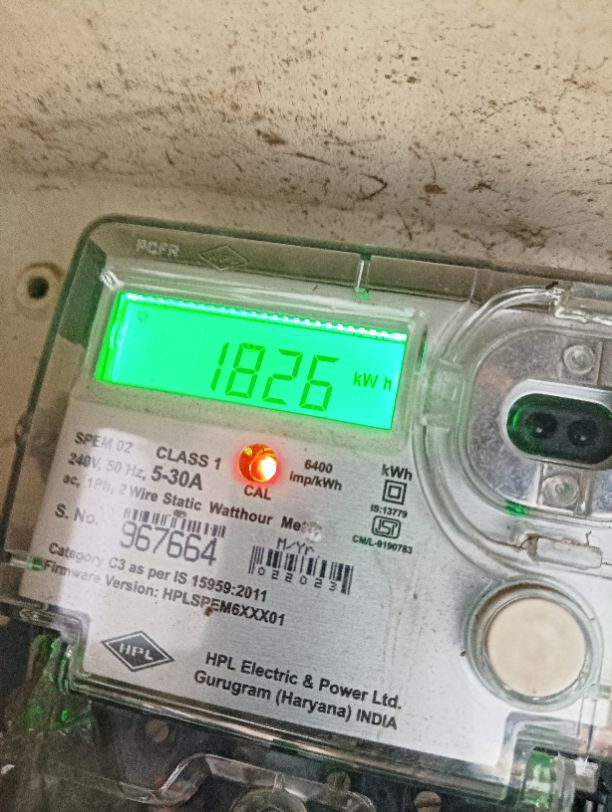 1826 kWh
SPEM 02 CLASS 1
240V, 50 Hz, 5-30A
ac, 1Ph, 2 Wire Static Watthour
CAL
6400
imp/kWh
kWh
IS:13779
ISI
CM/L-9190783
S. No.
967664
M/Yr
022023
Category C3 as per IS 15959:2011
Firmware Version: HPLSPEM6XXX01
HPL
HPL Electric & Power Ltd.
Gurugram (Haryana) INDIA